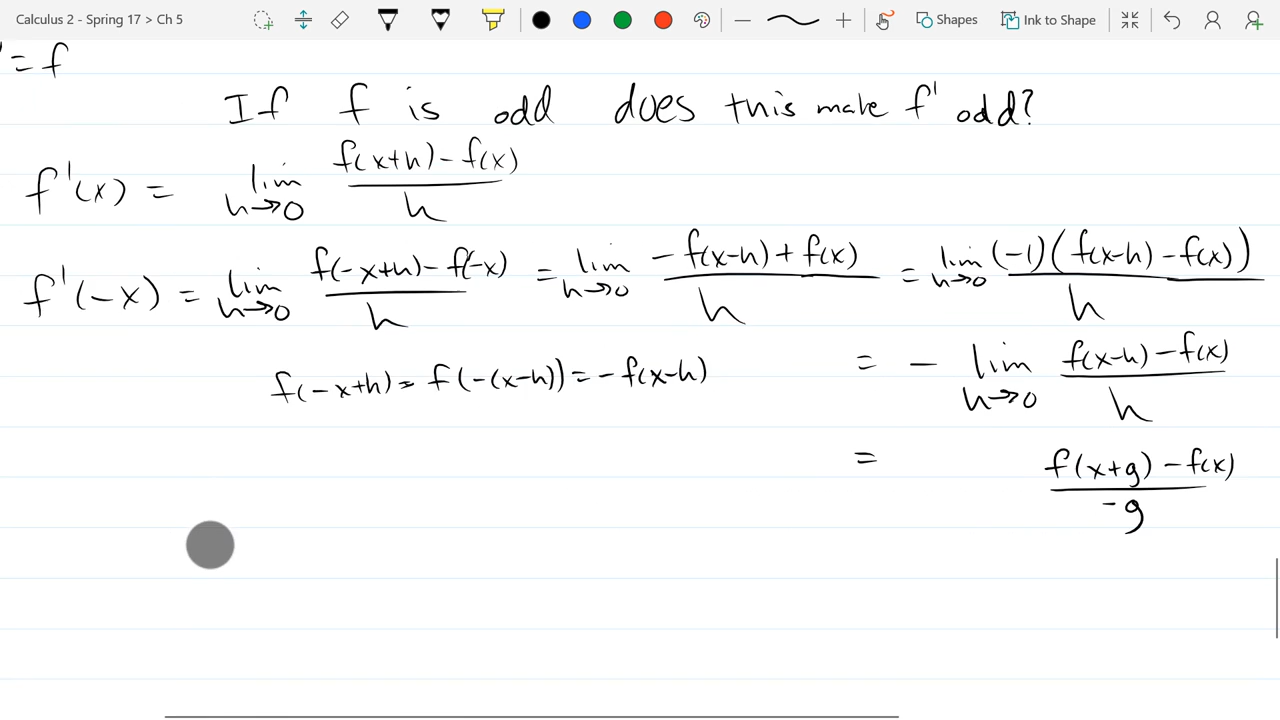 Calculus 2 - Spring 17 > Ch 5
Shapes
Ink to Shape
' = f
If f is odd does this make f' odd?
f'(x) = lim h→0 (f(x+h) - f(x))/h
f'(-x) = lim h→0 (f(-x+h) - f(-x))/h = lim h→0 (-f(x-h) + f(x))/h = lim h→0 (-1)(f(x-h) - f(x))/h
f(-x+h) = f(-(x-h)) = -f(x-h)
= - lim h→0 (f(x-h) - f(x))/h
= (f(x+g) - f(x))/-g